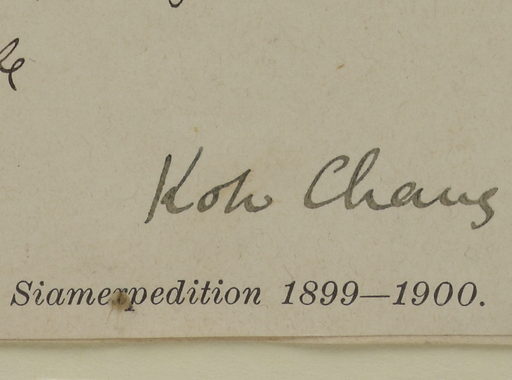 Koh Chang
Siamexpedition 1899—1900.